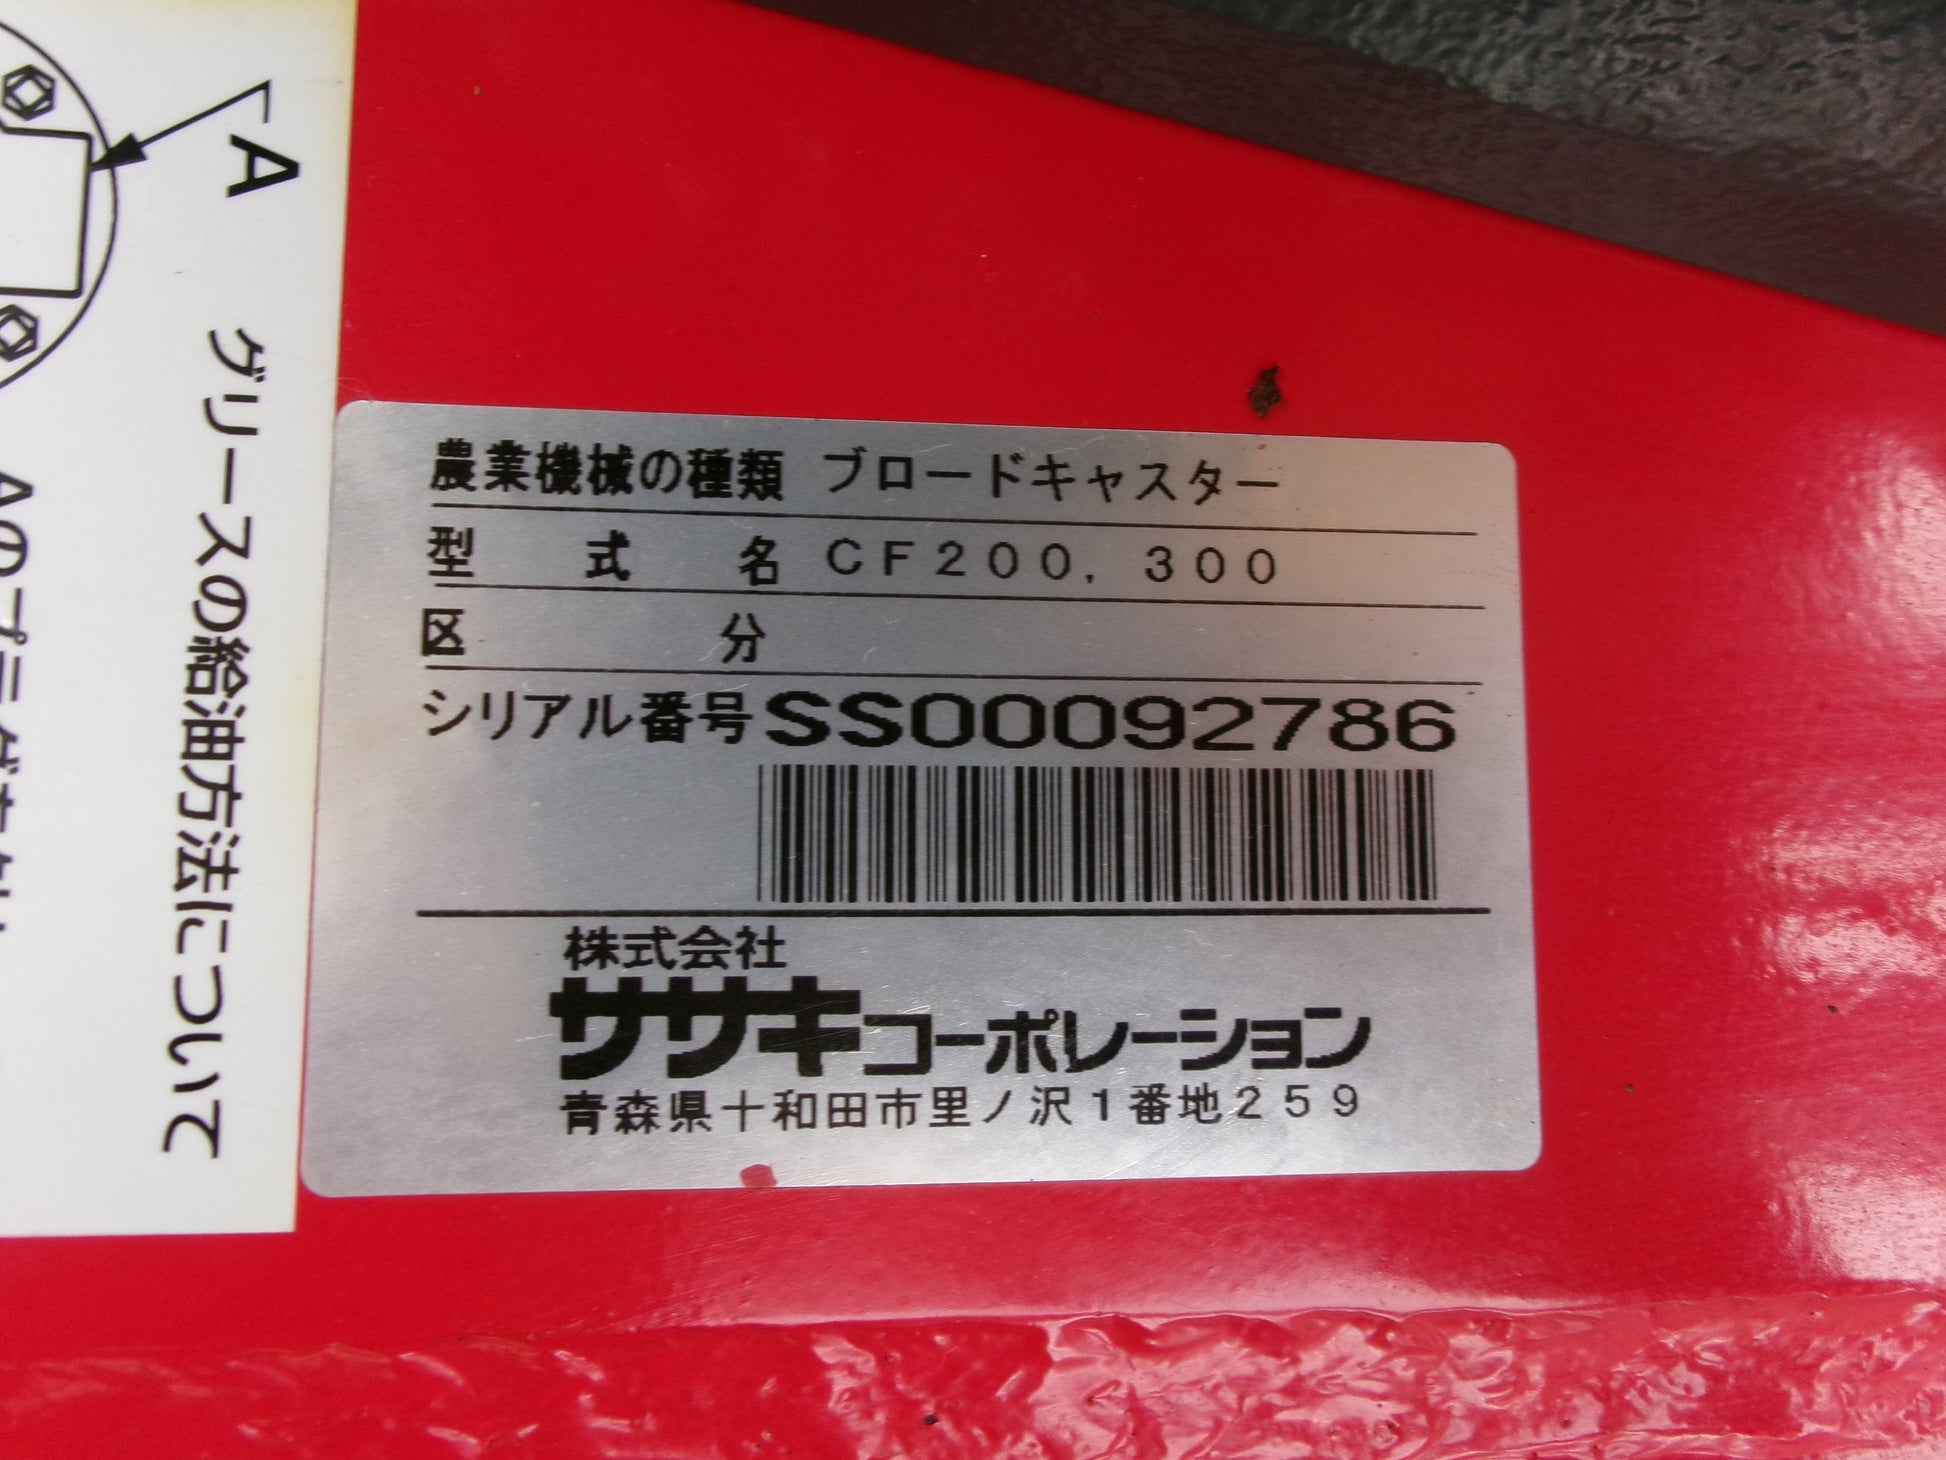 A
グリースの給油方法について
農業機械の種類 ブロードキャスター
型 式 名 CF200, 300
区 分
シリアル番号 SS00092786
株式会社
ササキコーポレーション
青森県十和田市里ノ沢1番地259